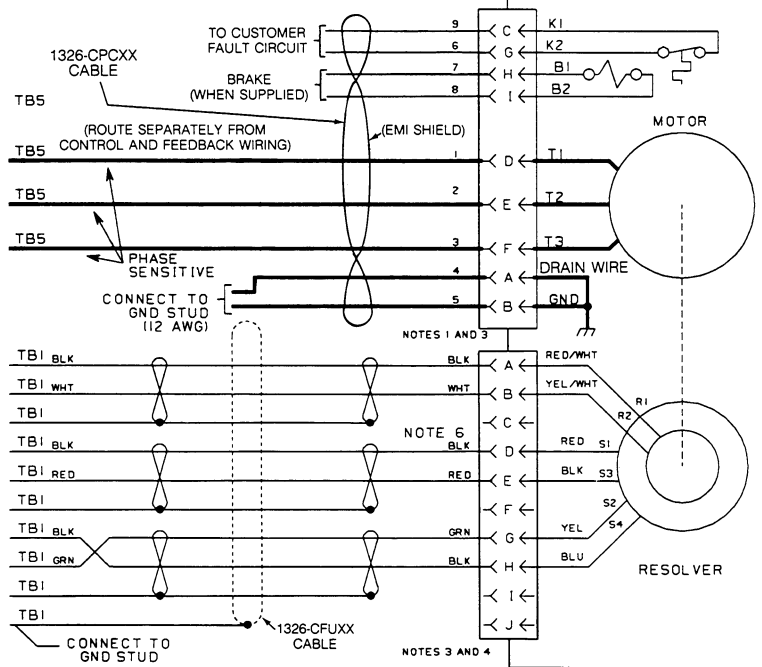 TO CUSTOMER
FAULT CIRCUIT
9 C K1
6 G K2
1326-CPCXX
CABLE
BRAKE
(WHEN SUPPLIED)
7 H B1
8 I B2
TB5
(ROUTE SEPARATELY FROM
CONTROL AND FEEDBACK WIRING)
(EMI SHIELD)
MOTOR
TB5 1 D T1
TB5 2 E T2
TB5 3 F T3
PHASE
SENSITIVE
4 A DRAIN WIRE
CONNECT TO
GND STUD
(12 AWG)
5 B GND
NOTES 1 AND 3
TB1 BLK BLK A RED/WHT
TB1 WHT WHT B YEL/WHT
R1
R2
TB1 C
NOTE 6
TB1 BLK BLK D RED S1
TB1 RED RED E BLK S3
TB1 F
S2
S4
TB1 BLK GRN G YEL
TB1 GRN BLK H BLU
RESOLVER
TB1 I
TB1 J
1326-CFUXX
CABLE
CONNECT TO
GND STUD
NOTES 3 AND 4